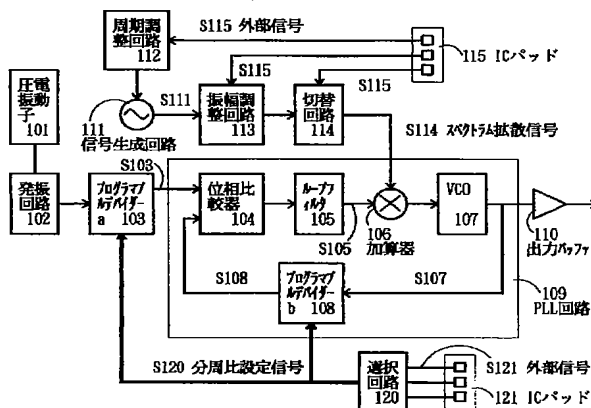 周期調
整回路
112
S115 外部信号
115 ICパッド
S115
S115
圧電
振動
子
101
S111
111
信号生成回路
振幅調
整回路
113
切替
回路
114
S114 スペクトラム拡散信号
S103
発振
回路
102
プログラマブ
ルデバイダー
a 103
位相比
較器
104
ループフ
ィルタ
105
S105
106
加算器
VCO
107
110
出力バッファ
S108
プログラマブ
ルデバイダー
b 108
S107
109
PLL回路
S120 分周比設定信号
選択
回路
120
S121 外部信号
121 ICパッド